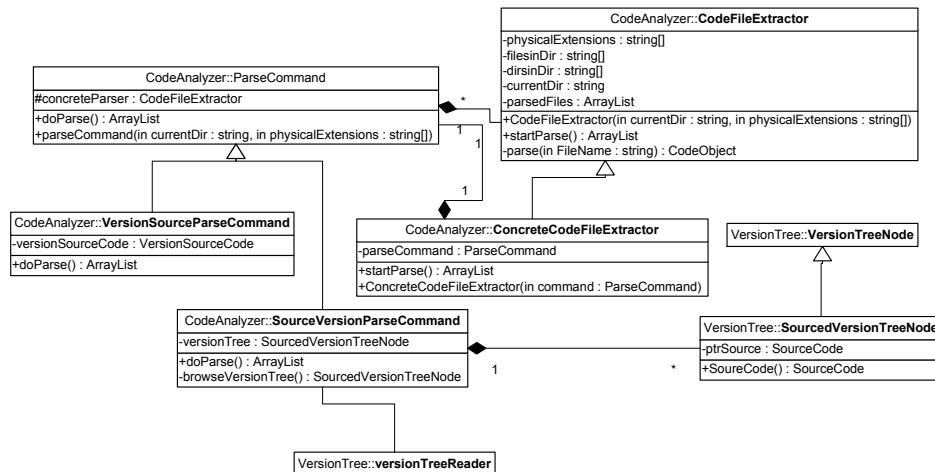 CodeAnalyzer::CodeFileExtractor
-physicalExtensions : string[]
-filesinDir : string[]
-dirsinDir : string[]
-currentDir : string
-parsedFiles : ArrayList
+CodeFileExtractor(in currentDir : string, in physicalExtensions : string[])
+startParse() : ArrayList
-parse(in FileName : string) : CodeObject
CodeAnalyzer::ParseCommand
#concreteParser : CodeFileExtractor
+doParse() : ArrayList
+parseCommand(in currentDir : string, in physicalExtensions : string[])
*
1
1
1
CodeAnalyzer::VersionSourceParseCommand
-versionSourceCode : VersionSourceCode
+doParse() : ArrayList
CodeAnalyzer::ConcreteCodeFileExtractor
-parseCommand : ParseCommand
+startParse() : ArrayList
+ConcreteCodeFileExtractor(in command : ParseCommand)
VersionTree::VersionTreeNode
CodeAnalyzer::SourceVersionParseCommand
-versionTree : SourcedVersionTreeNode
+doParse() : ArrayList
-browseVersionTree() : SourcedVersionTreeNode
1
*
VersionTree::SourcedVersionTreeNode
-ptrSource : SourceCode
+SoureCode() : SourceCode
VersionTree::versionTreeReader